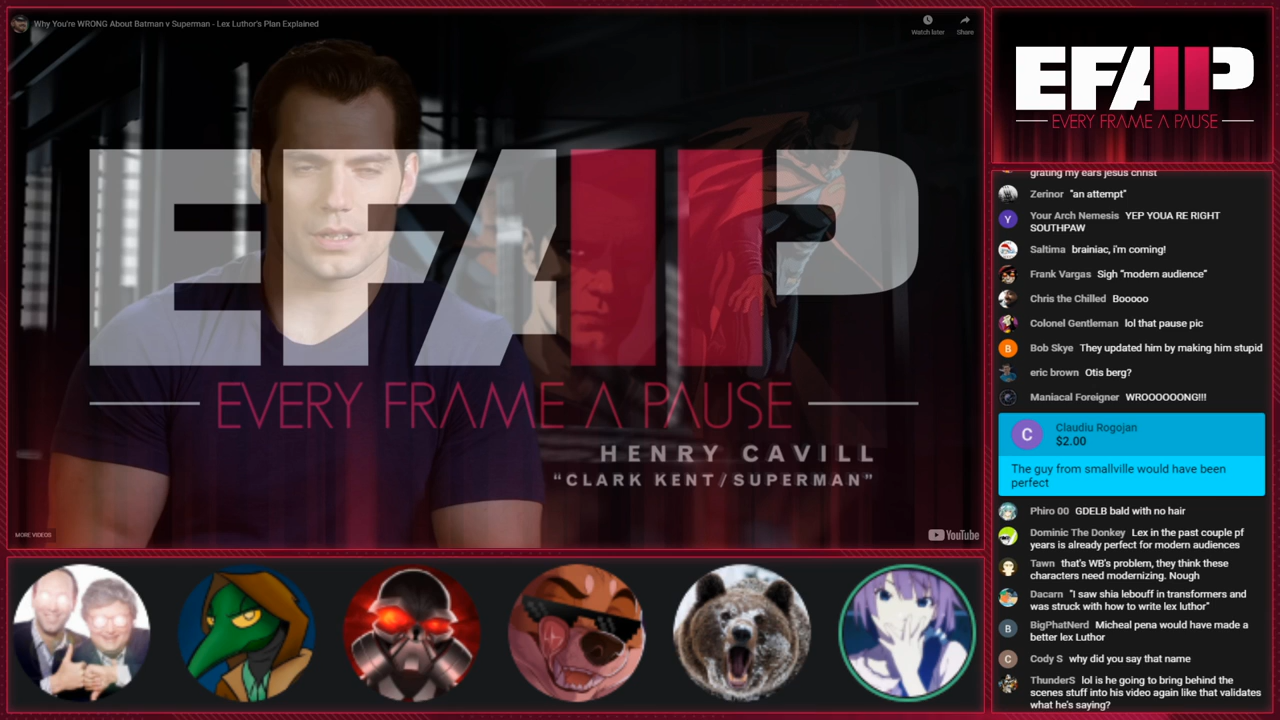 Why You're WRONG About Batman v Superman - Lex Luthor's Plan Explained
Watch later
Share
EFAP
EVERY FRAME A PAUSE
HENRY CAVILL
"CLARK KENT/SUPERMAN"
MORE VIDEOS
YouTube
EFAP
EVERY FRAME A PAUSE
grating my ears jesus christ
Zerinor "an attempt"
Your Arch Nemesis YEP YOUA RE RIGHT
SOUTHPAW
Saltima brainiac, i'm coming!
Frank Vargas Sigh "modern audience"
Chris the Chilled Booooo
Colonel Gentleman lol that pause pic
B
Bob Skye They updated him by making him stupid
eric brown Otis berg?
Maniacal Foreigner WROOOOOONG!!!
C
Claudiu Rogojan
$2.00
The guy from smallville would have been
perfect
Phiro 00 GDELB bald with no hair
Dominic The Donkey Lex in the past couple pf
years is already perfect for modern audiences
Tawn that's WB's problem, they think these
characters need modernizing. Nough
Dacarn "I saw shia lebouff in transformers and
was struck with how to write lex luthor"
B
BigPhatNerd Micheal pena would have made a
better lex Luthor
C
Cody S why did you say that name
ThunderS lol is he going to bring behind the
scenes stuff into his video again like that validates
what he's saying?